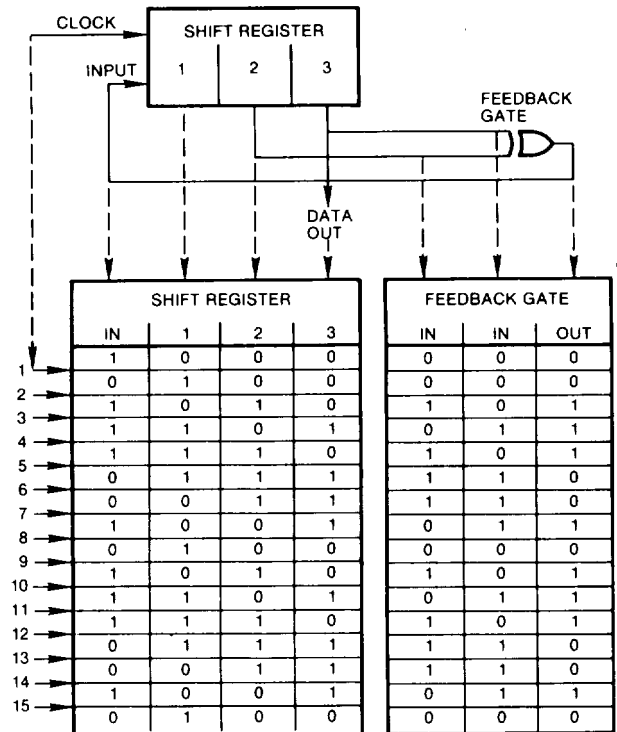 CLOCK
SHIFT REGISTER
INPUT
1 2 3
FEEDBACK
GATE
DATA
OUT
SHIFT REGISTER
IN 1 2 3
1 0 0 0
1
0 1 0 0
2
1 0 1 0
3
1 1 0 1
4
1 1 1 0
5
0 1 1 1
6
0 0 1 1
7
1 0 0 1
8
0 1 0 0
9
1 0 1 0
10
1 1 0 1
11
1 1 1 0
12
0 1 1 1
13
0 0 1 1
14
1 0 0 1
15
0 1 0 0
FEEDBACK GATE
IN IN OUT
0 0 0
0 0 0
1 0 1
0 1 1
1 0 1
1 1 0
1 1 0
0 1 1
0 0 0
1 0 1
0 1 1
1 0 1
1 1 0
1 1 0
0 1 1
0 0 0